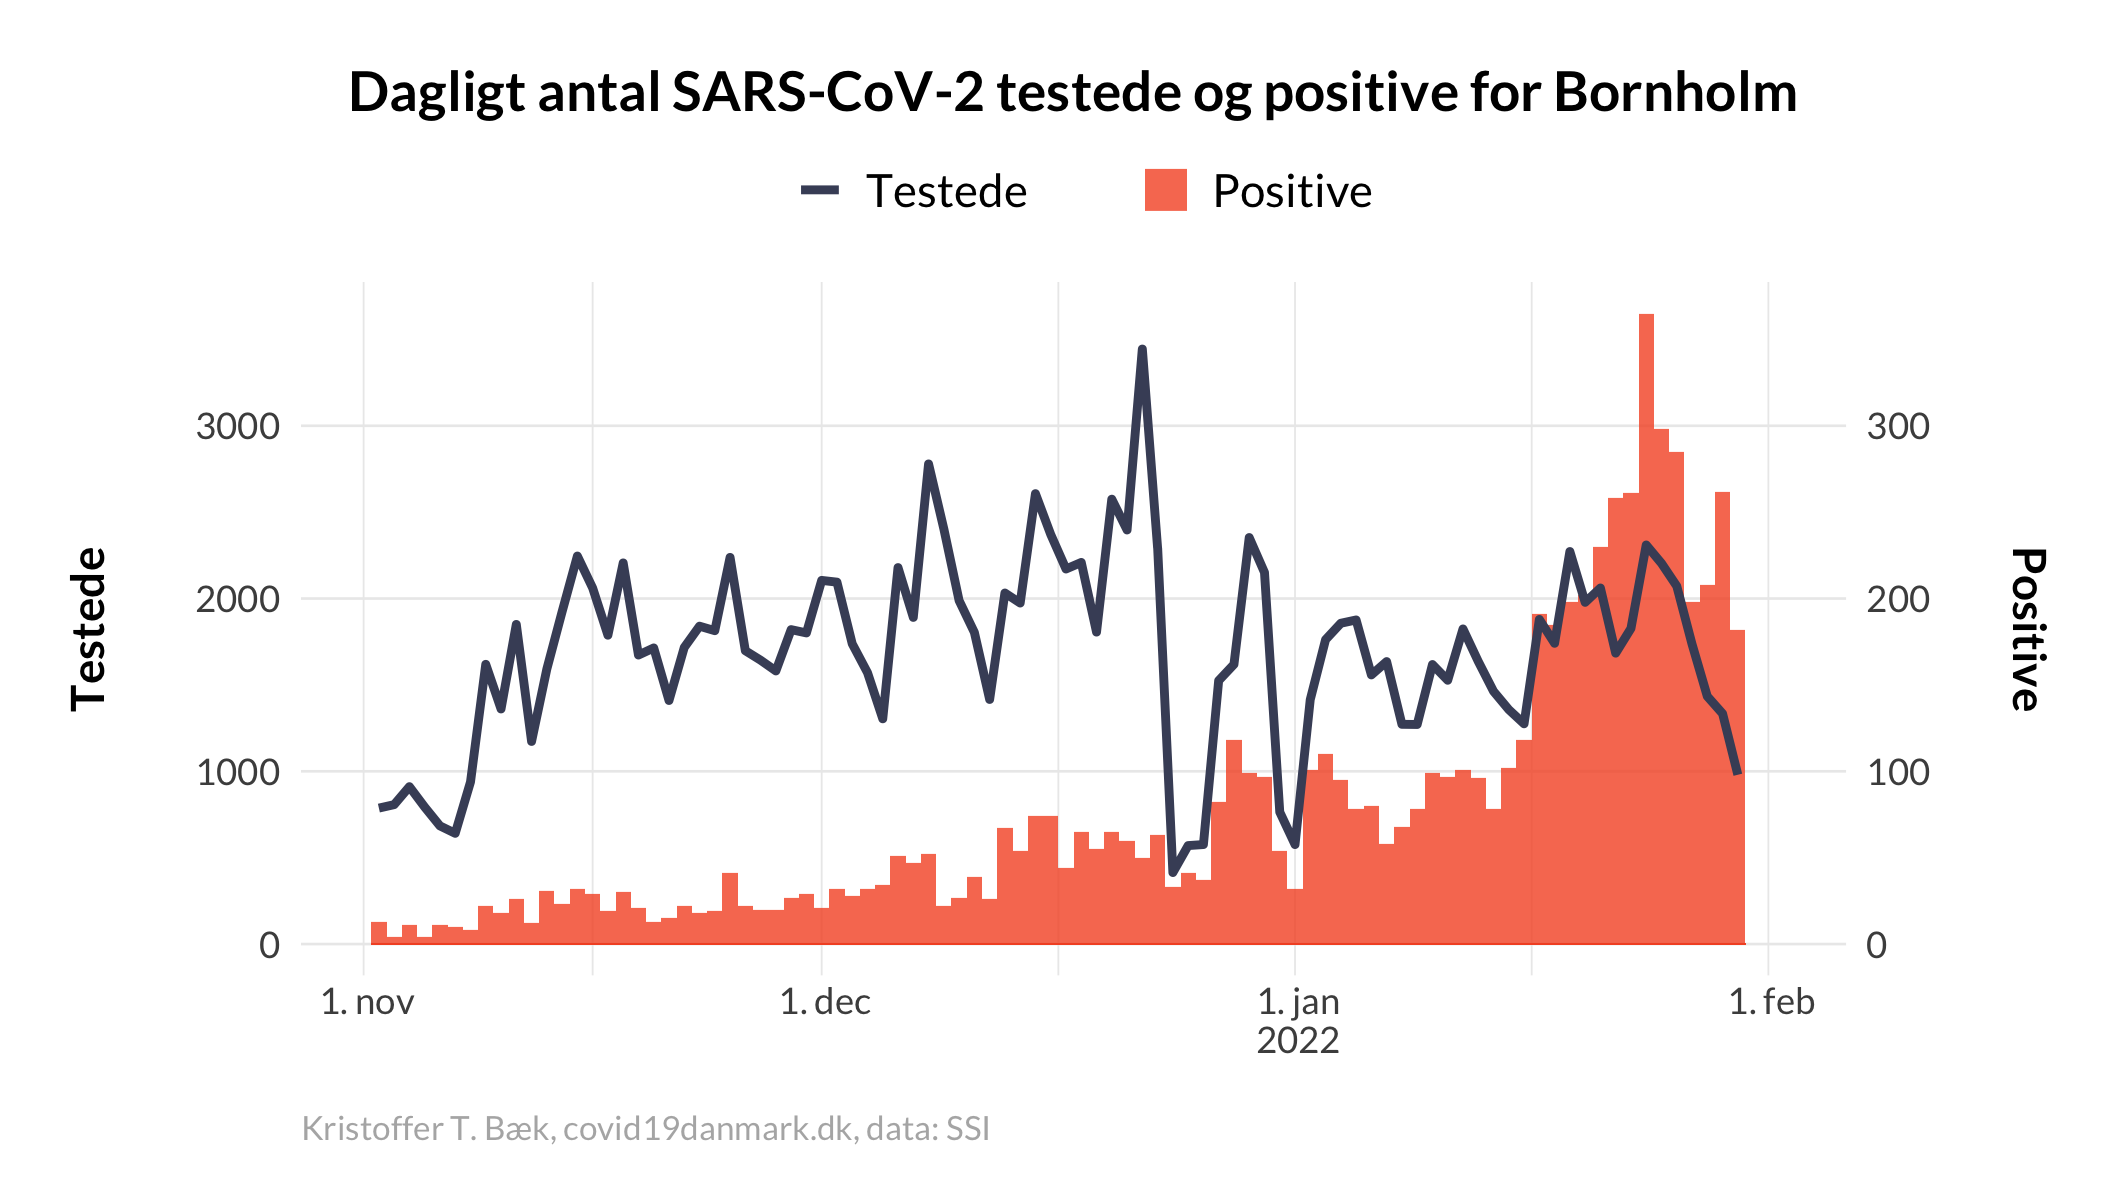 Dagligt antal SARS-CoV-2 testede og positive for Bornholm
Testede
Positive
Testede
3000
2000
1000
0
300
200
100
0
Positive
1. nov
1. dec
1. jan
2022
1. feb
Kristoffer T. Bæk, covid19danmark.dk, data: SSI